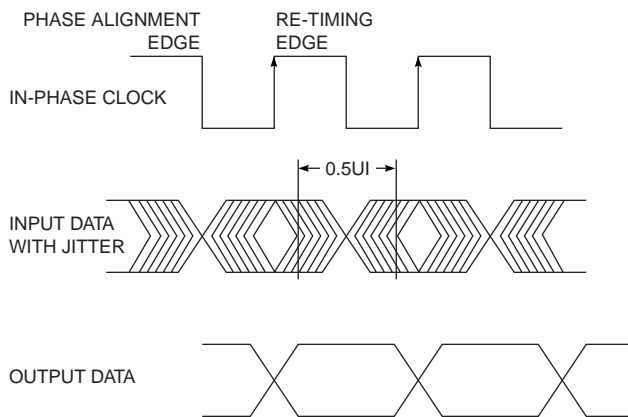 PHASE ALIGNMENT
EDGE
RE-TIMING
EDGE
IN-PHASE CLOCK
0.5UI
INPUT DATA
WITH JITTER
OUTPUT DATA